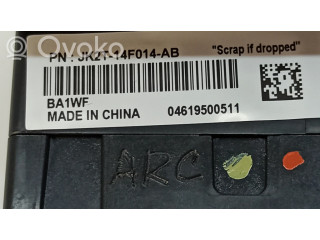 OVOKO
PN : JK2T-14F014-AB
"Scrap if dropped"
BA1WF
MADE IN CHINA
04619500511
ARC